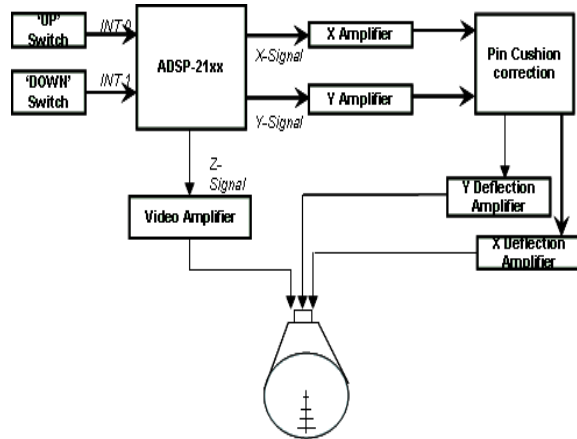 'UP'
Switch
INT 0
'DOWN'
Switch
INT 1
ADSP-21xx
X-Signal
Y-Signal
X Amplifier
Y Amplifier
Pin Cushion
correction
Z-
Signal
Video Amplifier
Y Deflection
Amplifier
X Deflection
Amplifier